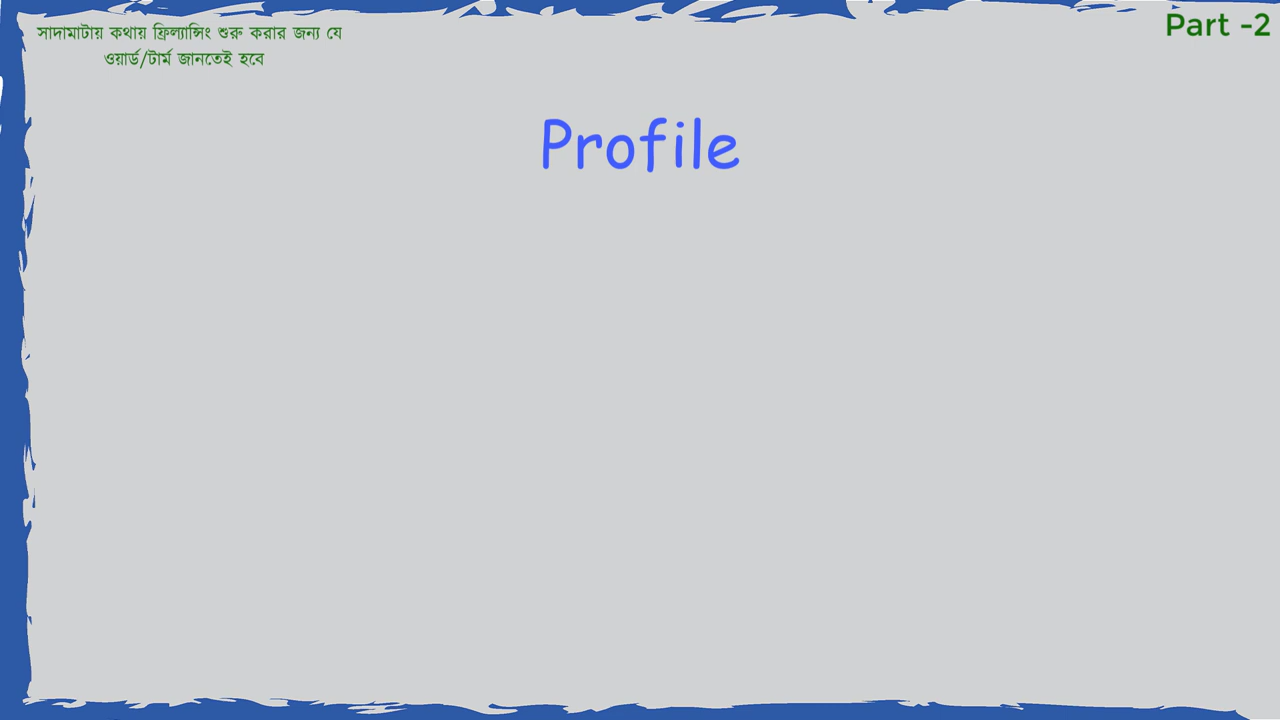 সাদামাটায় কথায় ফ্রিল্যান্সিং শুরু করার জন্য যে
ওয়ার্ড/টার্ম জানতেই হবে
Part -2
Profile